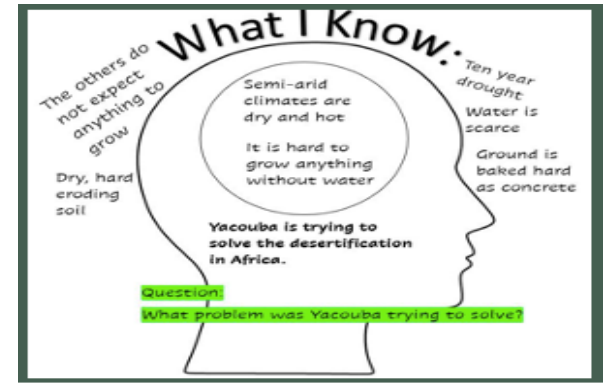 What I Know:
The others do
not expect
anything to
grow
Dry, hard
eroding
soil
Semi-arid
climates are
dry and hot
It is hard to
grow anything
without water
Ten year
drought
Water is
scarce
Ground is
baked hard
as concrete
Yacouba is trying to
solve the desertification
in Africa.
Question:
What problem was Yacouba trying to solve?